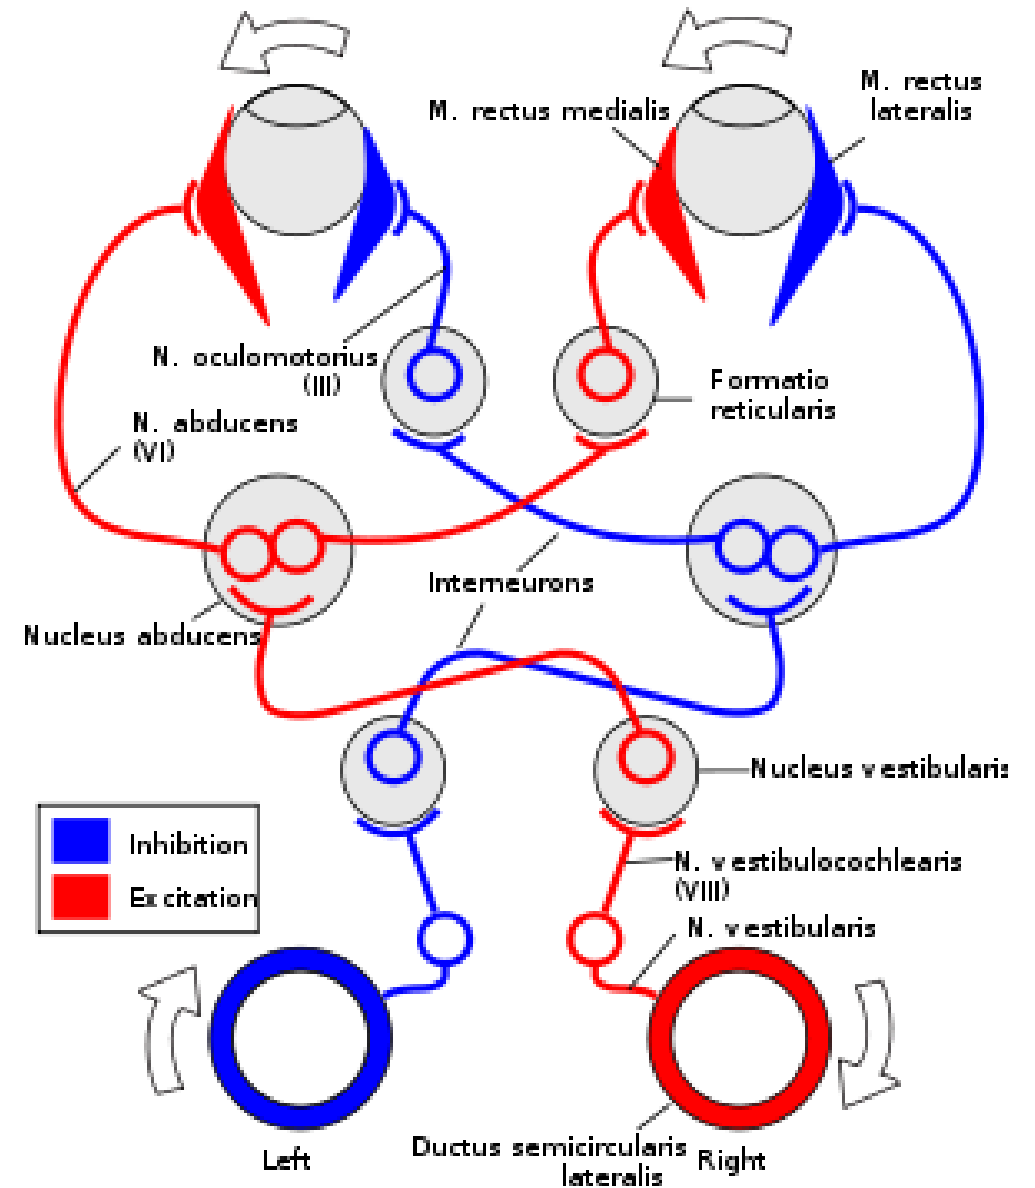 M. rectus medialis
M. rectus
lateralis
N. oculomotorius
(III)
Formatio
reticularis
N. abducens
(VI)
Interneurons
Nucleus abducens
Nucleus vestibularis
Inhibition
Excitation
N. vestibulocochlearis
(VIII)
N. vestibularis
Left
Ductus semicircularis
lateralis
Right